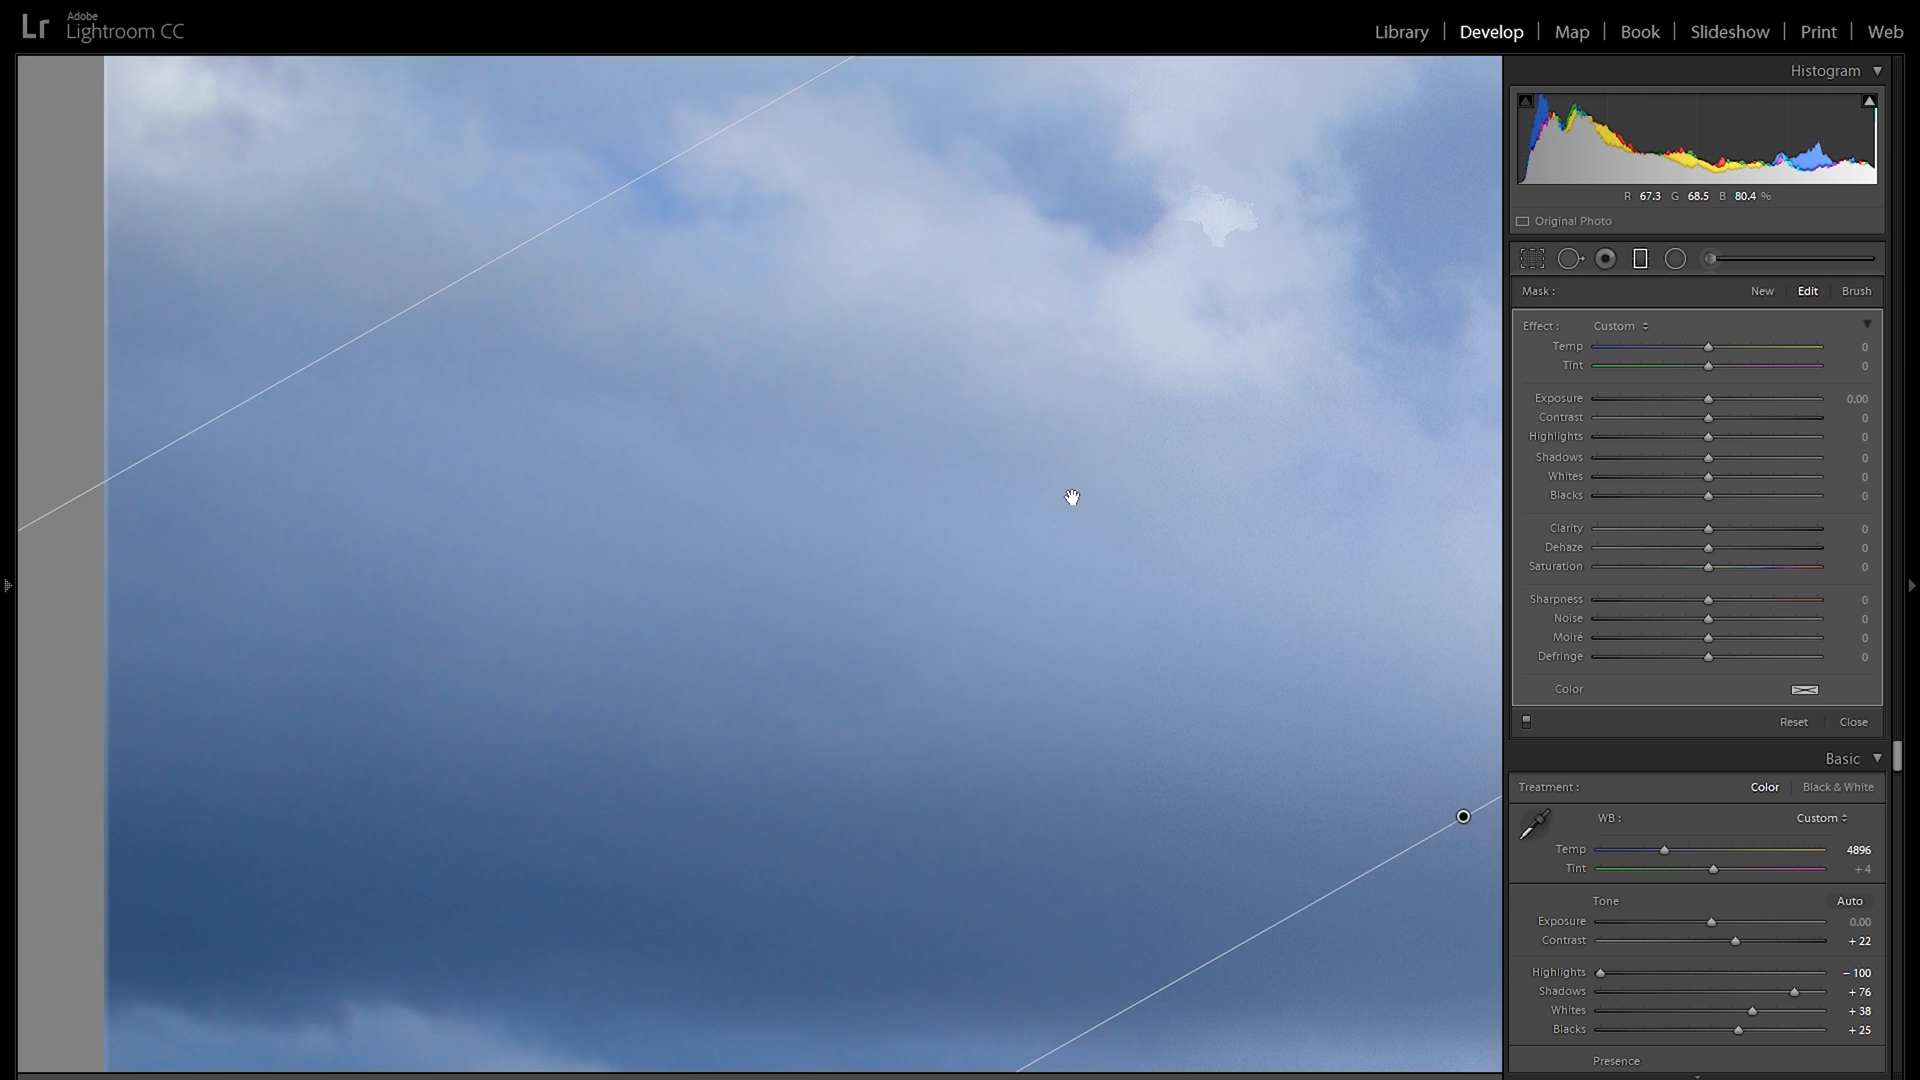 Lr Adobe
Lightroom CC
Library | Develop | Map | Book | Slideshow | Print | Web
Histogram
R 67.3 G 68.5 B 80.4 %
Original Photo
Mask : New Edit Brush
Effect : Custom
Temp 0
Tint 0
Exposure 0.00
Contrast 0
Highlights 0
Shadows 0
Whites 0
Blacks 0
Clarity 0
Dehaze 0
Saturation 0
Sharpness 0
Noise 0
Moiré 0
Defringe 0
Color
Reset Close
Basic
Treatment : Color Black & White
WB : Custom
Temp 4896
Tint + 4
Tone Auto
Exposure 0.00
Contrast + 22
Highlights − 100
Shadows + 76
Whites + 38
Blacks + 25
Presence